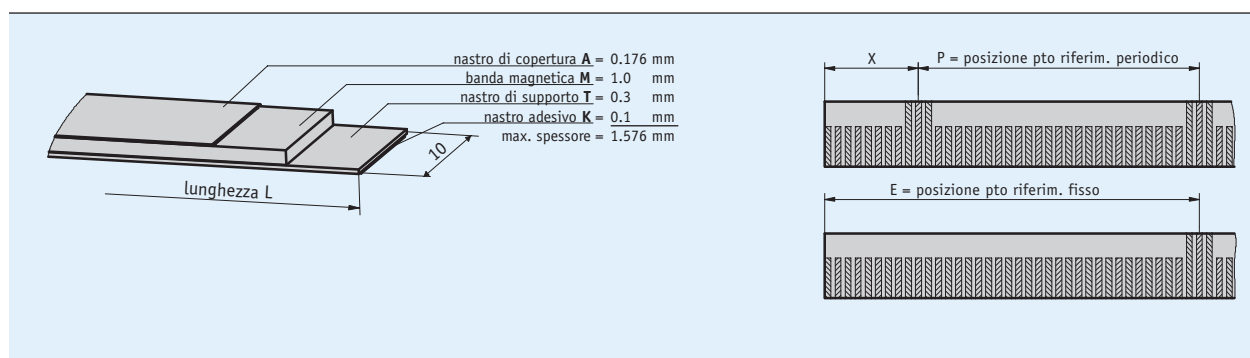 nastro di copertura A = 0.176 mm
banda magnetica M = 1.0 mm
nastro di supporto T = 0.3 mm
nastro adesivo K = 0.1 mm
max. spessore = 1.576 mm
10
lunghezza L
X
P = posizione pto riferim. periodico
E = posizione pto riferim. fisso